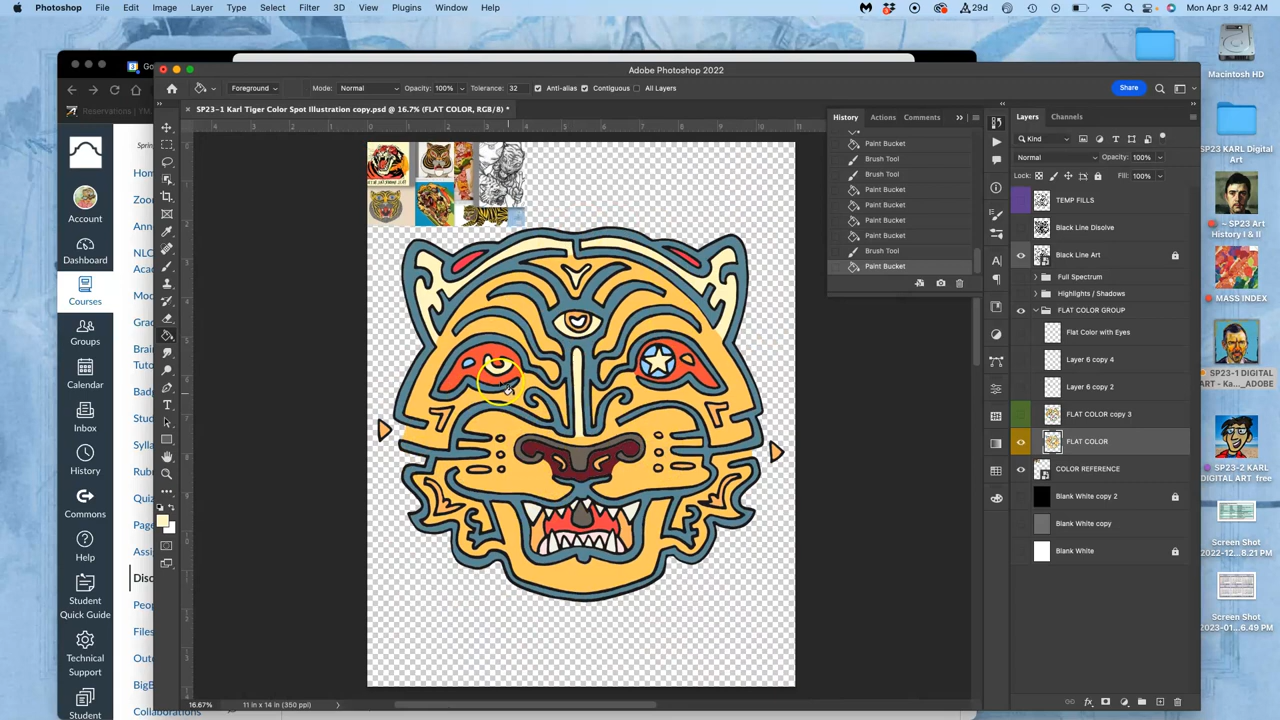 Photoshop File Edit Image Layer Type Select Filter 3D View Plugins Window Help
29d
Mon Apr 3 9:42 AM
Adobe Photoshop 2022
Foreground Mode: Normal Opacity: 100% Tolerance: 32 Anti-alias Contiguous All Layers Share
SP23-1 Karl Tiger Color Spot Illustration copy.psd @ 16.7% (FLAT COLOR, RGB/8) *
Reservations | YM
Account
Dashboard
Courses
Groups
Calendar
Inbox
History
Commons
Help
Student
Quick Guide
Technical
Support
Student
Home
History Actions Comments
Paint Bucket
Brush Tool
Brush Tool
Paint Bucket
Paint Bucket
Paint Bucket
Paint Bucket
Brush Tool
Paint Bucket
Layers Channels
Kind
Normal Opacity: 100%
Lock: Fill: 100%
TEMP FILLS
Black Line Disolve
Black Line Art
Full Spectrum
Highlights / Shadows
FLAT COLOR GROUP
Flat Color with Eyes
Layer 6 copy 4
Layer 6 copy 2
FLAT COLOR copy 3
FLAT COLOR
COLOR REFERENCE
Blank White copy 2
Blank White copy
Blank White
Macintosh HD
SP23 KARL Digital
Art
~ SP23 Art
History I & II
MASS INDEX
SP23-1 DIGITAL
ART - Ka..._ADOBE
SP23-2 KARL
DIGITAL ART free
Screen Shot
2022-12...8.21 PM
Screen Shot
2023-01...6.49 PM
16.67% 11 in x 14 in (350 ppi)